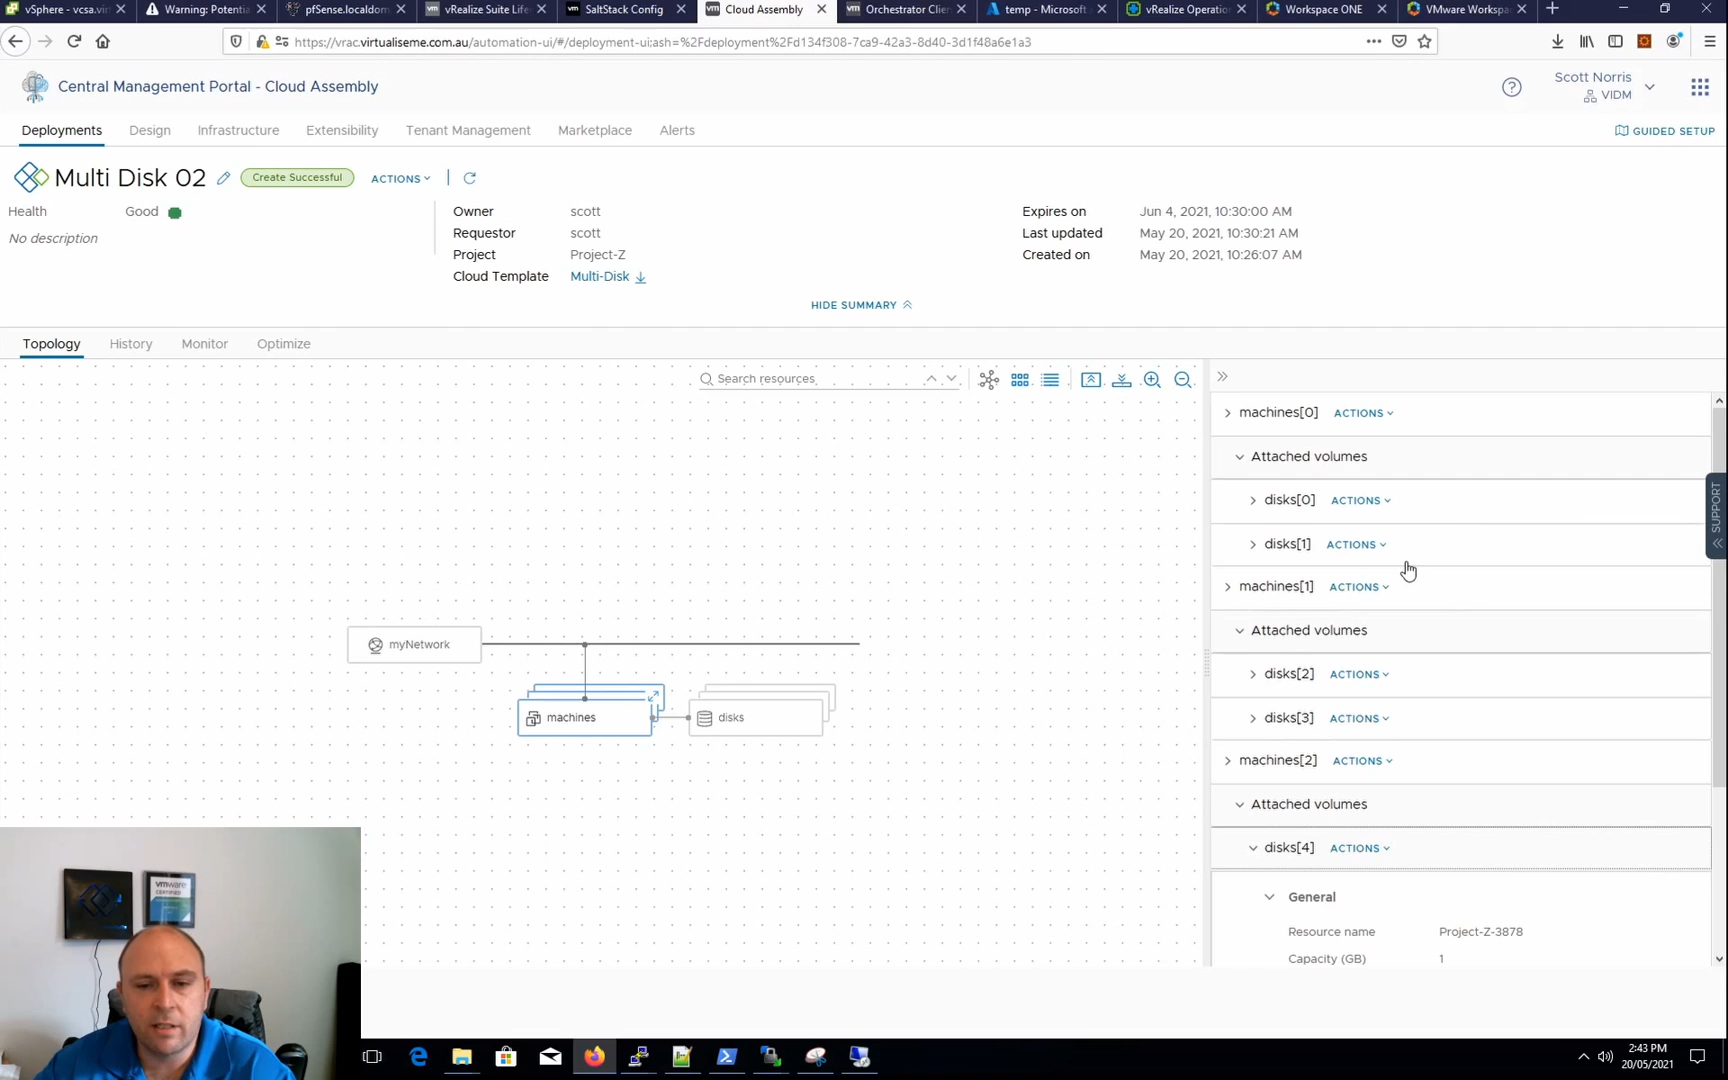 vSphere - vcsa.virt
Warning: Potentia
pfSense.localdom
vRealize Suite Life
SaltStack Config
Cloud Assembly
Orchestrator Clien
temp - Microsoft
vRealize Operation
Workspace ONE
VMware Workspa
https://vrac.virtualiseme.com.au/automation-ui/#/deployment-ui;ash=%2Fdeployment%2Fd134f308-7ca9-42a3-8d40-3d1f48a6e1a3
Central Management Portal - Cloud Assembly
Scott Norris
VIDM
Deployments Design Infrastructure Extensibility Tenant Management Marketplace Alerts
GUIDED SETUP
Multi Disk 02 Create Successful ACTIONS
Health Good
No description
Owner scott
Requestor scott
Project Project-Z
Cloud Template Multi-Disk
Expires on Jun 4, 2021, 10:30:00 AM
Last updated May 20, 2021, 10:30:21 AM
Created on May 20, 2021, 10:26:07 AM
HIDE SUMMARY
Topology History Monitor Optimize
Search resources
myNetwork
machines
disks
machines[0] ACTIONS
Attached volumes
disks[0] ACTIONS
disks[1] ACTIONS
machines[1] ACTIONS
Attached volumes
disks[2] ACTIONS
disks[3] ACTIONS
machines[2] ACTIONS
Attached volumes
disks[4] ACTIONS
General
Resource name Project-Z-3878
Capacity (GB) 1
SUPPORT
vmware
CERTIFIED
2:43 PM
20/05/2021